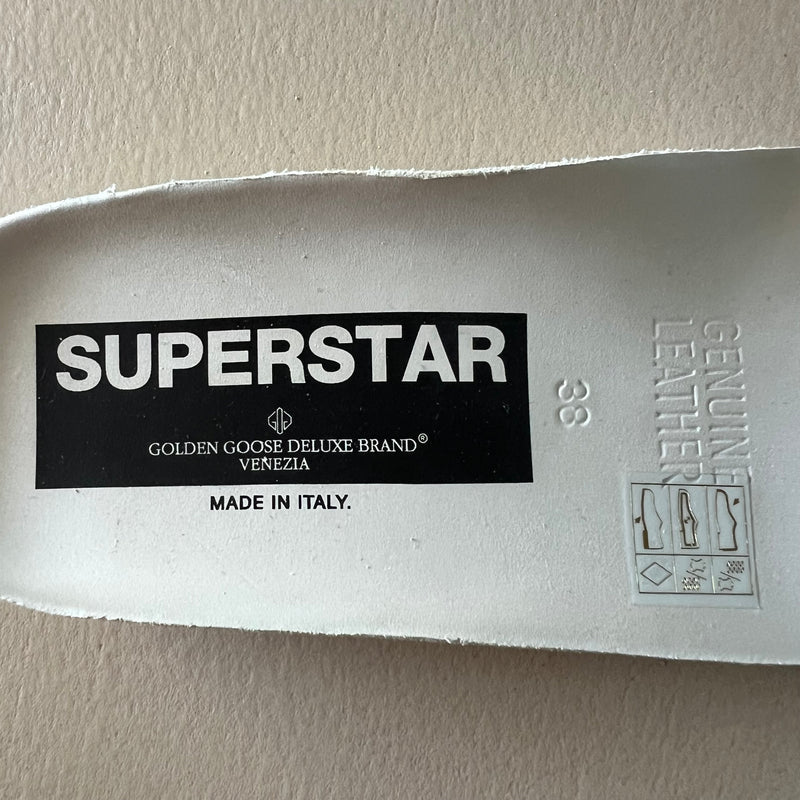 SUPERSTAR
GOLDEN GOOSE DELUXE BRAND®
VENEZIA
MADE IN ITALY.
38
GENUINE
LEATHER